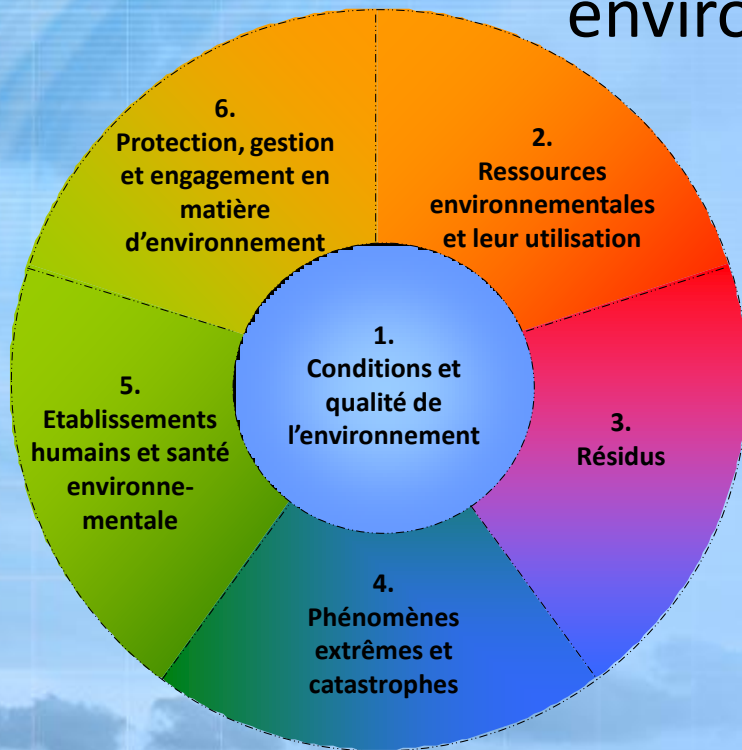 enviro
6.
Protection, gestion
et engagement en
matière
d'environnement
2.
Ressources
environnementales
et leur utilisation
1.
Conditions et
qualité de
l'environnement
3.
Résidus
5.
Etablissements
humains et santé
environne-
mentale
4.
Phénomènes
extrêmes et
catastrophes